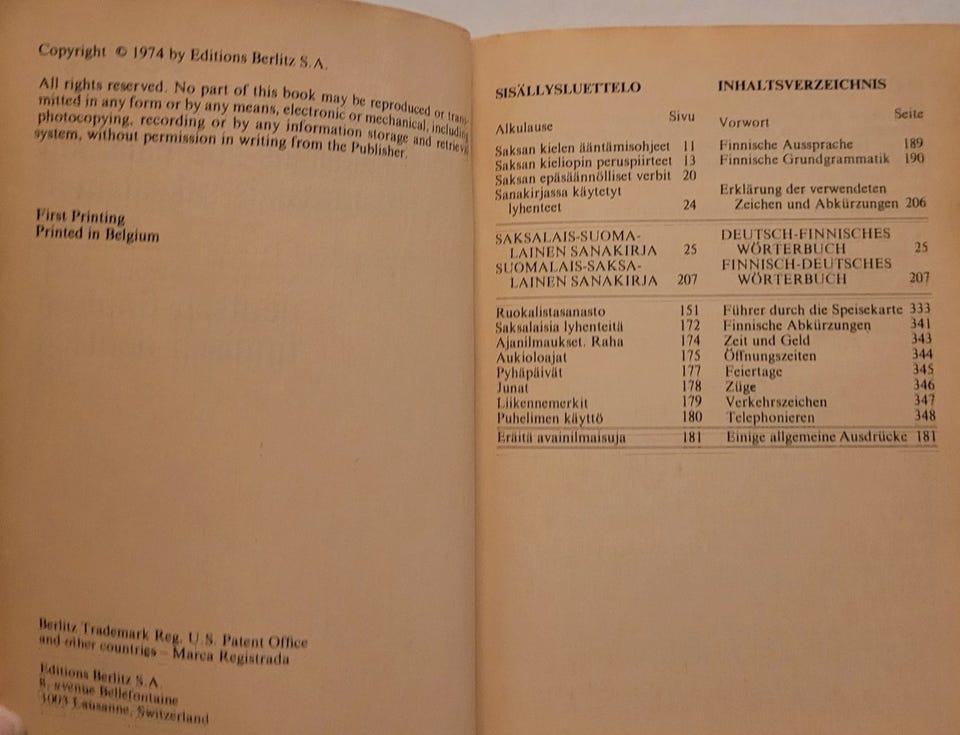 Copyright © 1974 by Editions Berlitz S.A.
All rights reserved. No part of this book may be reproduced or trans-
mitted in any form or by any means, electronic or mechanical, including
photocopying, recording or by any information storage and retrieval
system, without permission in writing from the Publisher.
First Printing
Printed in Belgium
Berlitz Trademark Reg. U.S. Patent Office
and other countries – Marca Registrada
Editions Berlitz S.A.
8, avenue Bellefontaine
1003 Lausanne, Switzerland
SISÄLLYSLUETTELO
Sivu
Alkulause
Saksan kielen ääntämisohjeet 11
Saksan kieliopin peruspiirteet 13
Saksan epäsäännölliset verbit 20
Sanakirjassa käytetyt
lyhenteet 24
SAKSALAIS-SUOMA-
LAINEN SANAKIRJA 25
SUOMALAIS-SAKSA-
LAINEN SANAKIRJA 207
Ruokalistasanasto 151
Saksalaisia lyhenteitä 172
Ajanilmaukset. Raha 174
Aukioloajat 175
Pyhäpäivät 177
Junat 178
Liikennemerkit 179
Puhelimen käyttö 180
Eräitä avainilmaisuja 181
INHALTSVERZEICHNIS
Seite
Vorwort
Finnische Aussprache 189
Finnische Grundgrammatik 190
Erklärung der verwendeten
Zeichen und Abkürzungen 206
DEUTSCH-FINNISCHES
WÖRTERBUCH 25
FINNISCH-DEUTSCHES
WÖRTERBUCH 207
Führer durch die Speisekarte 333
Finnische Abkürzungen 341
Zeit und Geld 343
Öffnungszeiten 344
Feiertage 345
Züge 346
Verkehrszeichen 347
Telephonieren 348
Einige allgemeine Ausdrücke 181